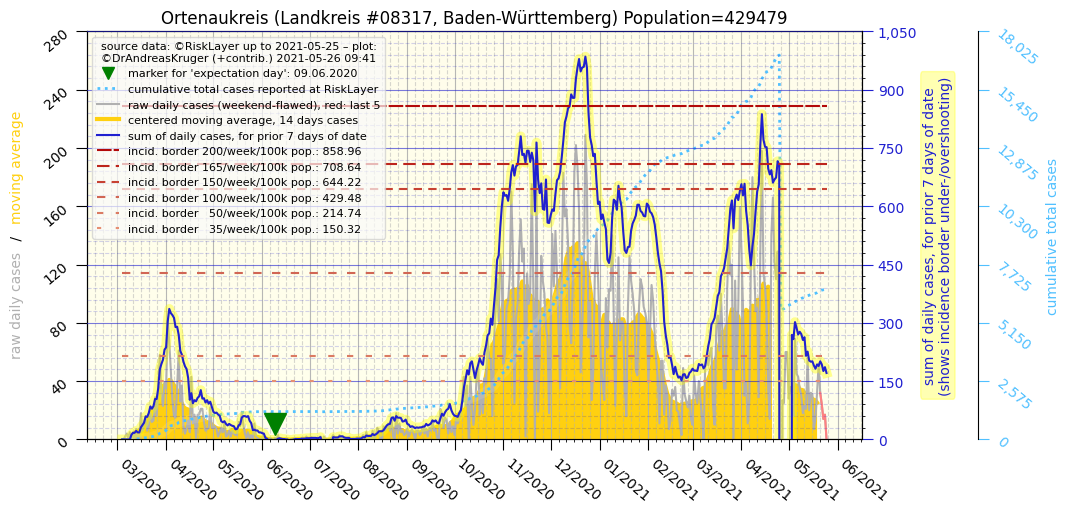 Ortenaukreis (Landkreis #08317, Baden-Württemberg) Population=429479
source data: ©RiskLayer up to 2021-05-25 – plot:
©DrAndreasKruger (+contrib.) 2021-05-26 09:41
marker for 'expectation day': 09.06.2020
cumulative total cases reported at RiskLayer
raw daily cases (weekend-flawed), red: last 5
centered moving average, 14 days cases
sum of daily cases, for prior 7 days of date
incid. border 200/week/100k pop.: 858.96
incid. border 165/week/100k pop.: 708.64
incid. border 150/week/100k pop.: 644.22
incid. border 100/week/100k pop.: 429.48
incid. border   50/week/100k pop.: 214.74
incid. border   35/week/100k pop.: 150.32
raw daily cases / moving average
280
240
200
160
120
80
40
0
03/2020
04/2020
05/2020
06/2020
07/2020
08/2020
09/2020
10/2020
11/2020
12/2020
01/2021
02/2021
03/2021
04/2021
05/2021
06/2021
1,050
900
750
600
450
300
150
0
sum of daily cases, for prior 7 days of date
(shows incidence border under-/overshooting)
18,025
15,450
12,875
10,300
7,725
5,150
2,575
0
cumulative total cases